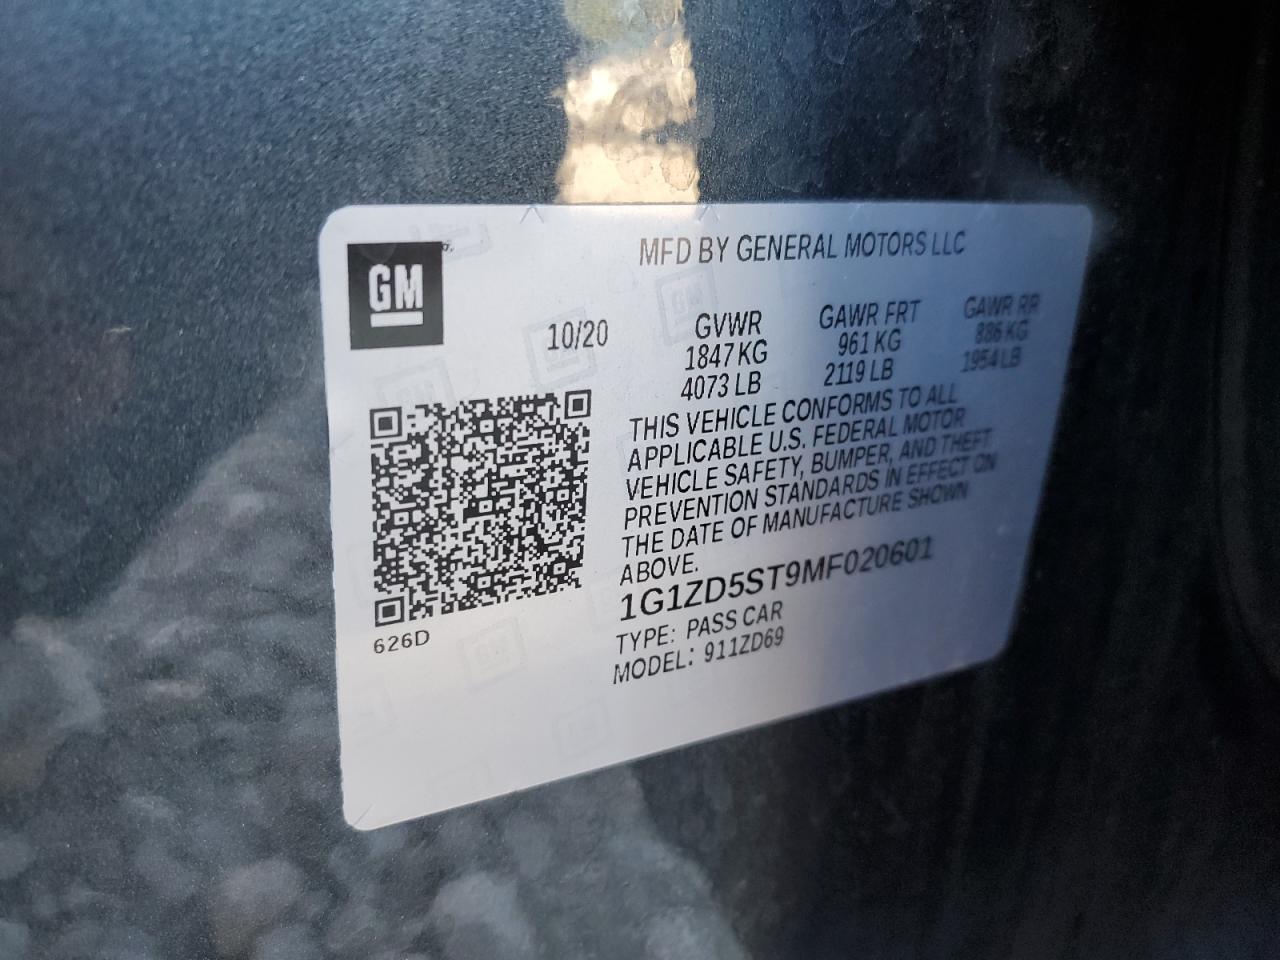 GM
MFD BY GENERAL MOTORS LLC
10/20
GVWR GAWR FRT GAWR RR
1847 KG 961 KG 886 KG
4073 LB 2119 LB 1954 LB
THIS VEHICLE CONFORMS TO ALL
APPLICABLE U.S. FEDERAL MOTOR
VEHICLE SAFETY, BUMPER, AND THEFT
PREVENTION STANDARDS IN EFFECT ON
THE DATE OF MANUFACTURE SHOWN
ABOVE.
1G1ZD5ST9MF020601
TYPE: PASS CAR
MODEL: 911ZD69
626D